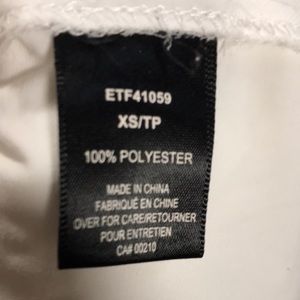 ETF41059
XS/TP
100% POLYESTER
MADE IN CHINA
FABRIQUÉ EN CHINE
OVER FOR CARE/RETOURNER
POUR ENTRETIEN
CA# 00210